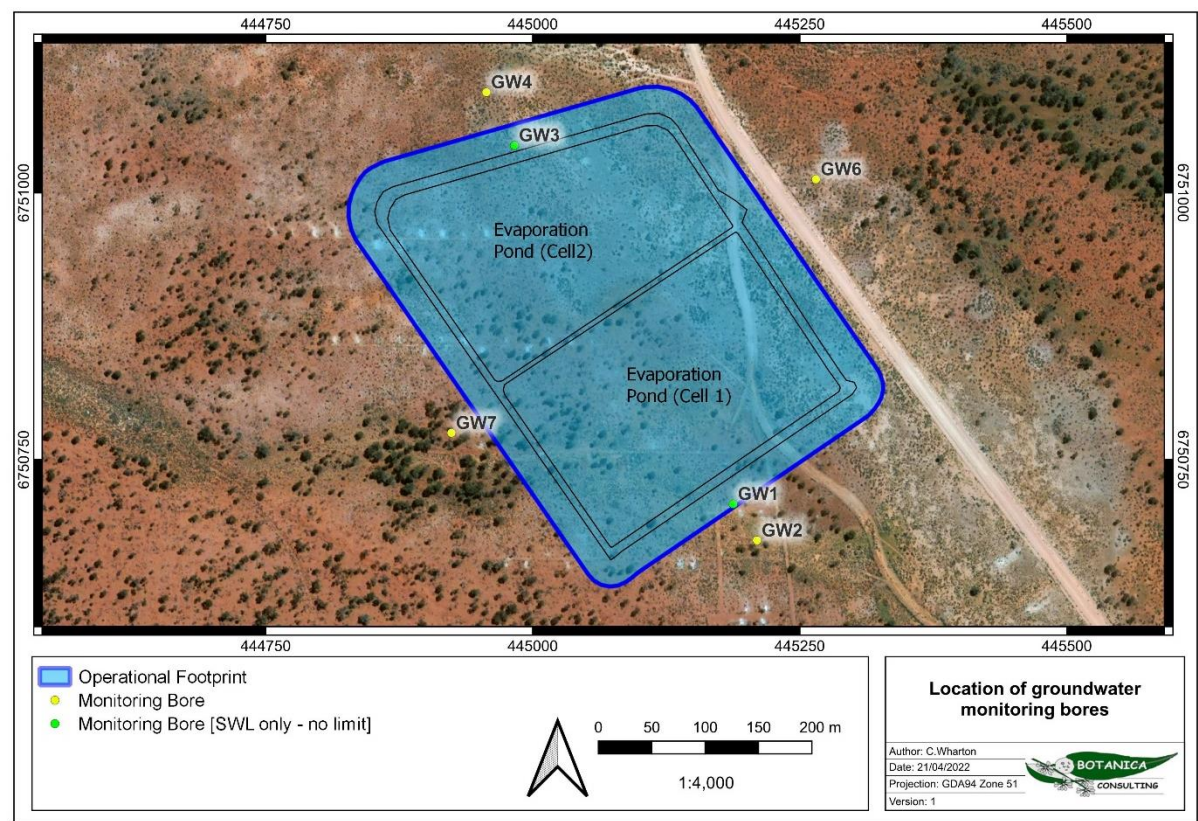 444750 445000 445250 445500
GW4
GW3
GW6
6751000
6751000
Evaporation
Pond (Cell2)
Evaporation
Pond (Cell 1)
GW7
6750750
6750750
GW1
GW2
444750 445000 445250 445500
Operational Footprint
Monitoring Bore
Monitoring Bore [SWL only - no limit]
0 50 100 150 200 m
1:4,000
Location of groundwater
monitoring bores
Author: C.Wharton
Date: 21/04/2022
Projection: GDA94 Zone 51
Version: 1
BOTANICA
CONSULTING